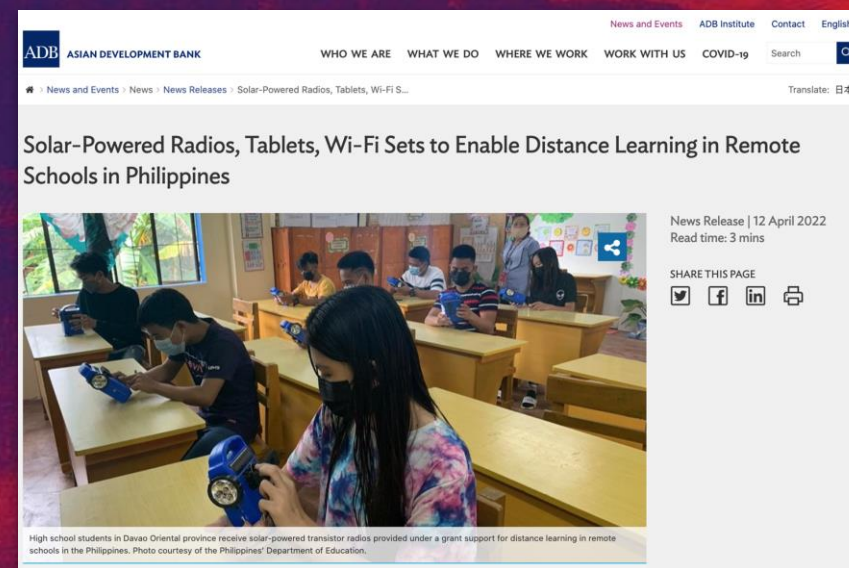 News and Events ADB Institute Contact English
ADB ASIAN DEVELOPMENT BANK
WHO WE ARE WHAT WE DO WHERE WE WORK WORK WITH US COVID-19 Search
> News and Events > News > News Releases > Solar-Powered Radios, Tablets, Wi-Fi S...
Translate: 日本
Solar-Powered Radios, Tablets, Wi-Fi Sets to Enable Distance Learning in Remote
Schools in Philippines
News Release | 12 April 2022
Read time: 3 mins
SHARE THIS PAGE
High school students in Davao Oriental province receive solar-powered transistor radios provided under a grant support for distance learning in remote
schools in the Philippines. Photo courtesy of the Philippines' Department of Education.